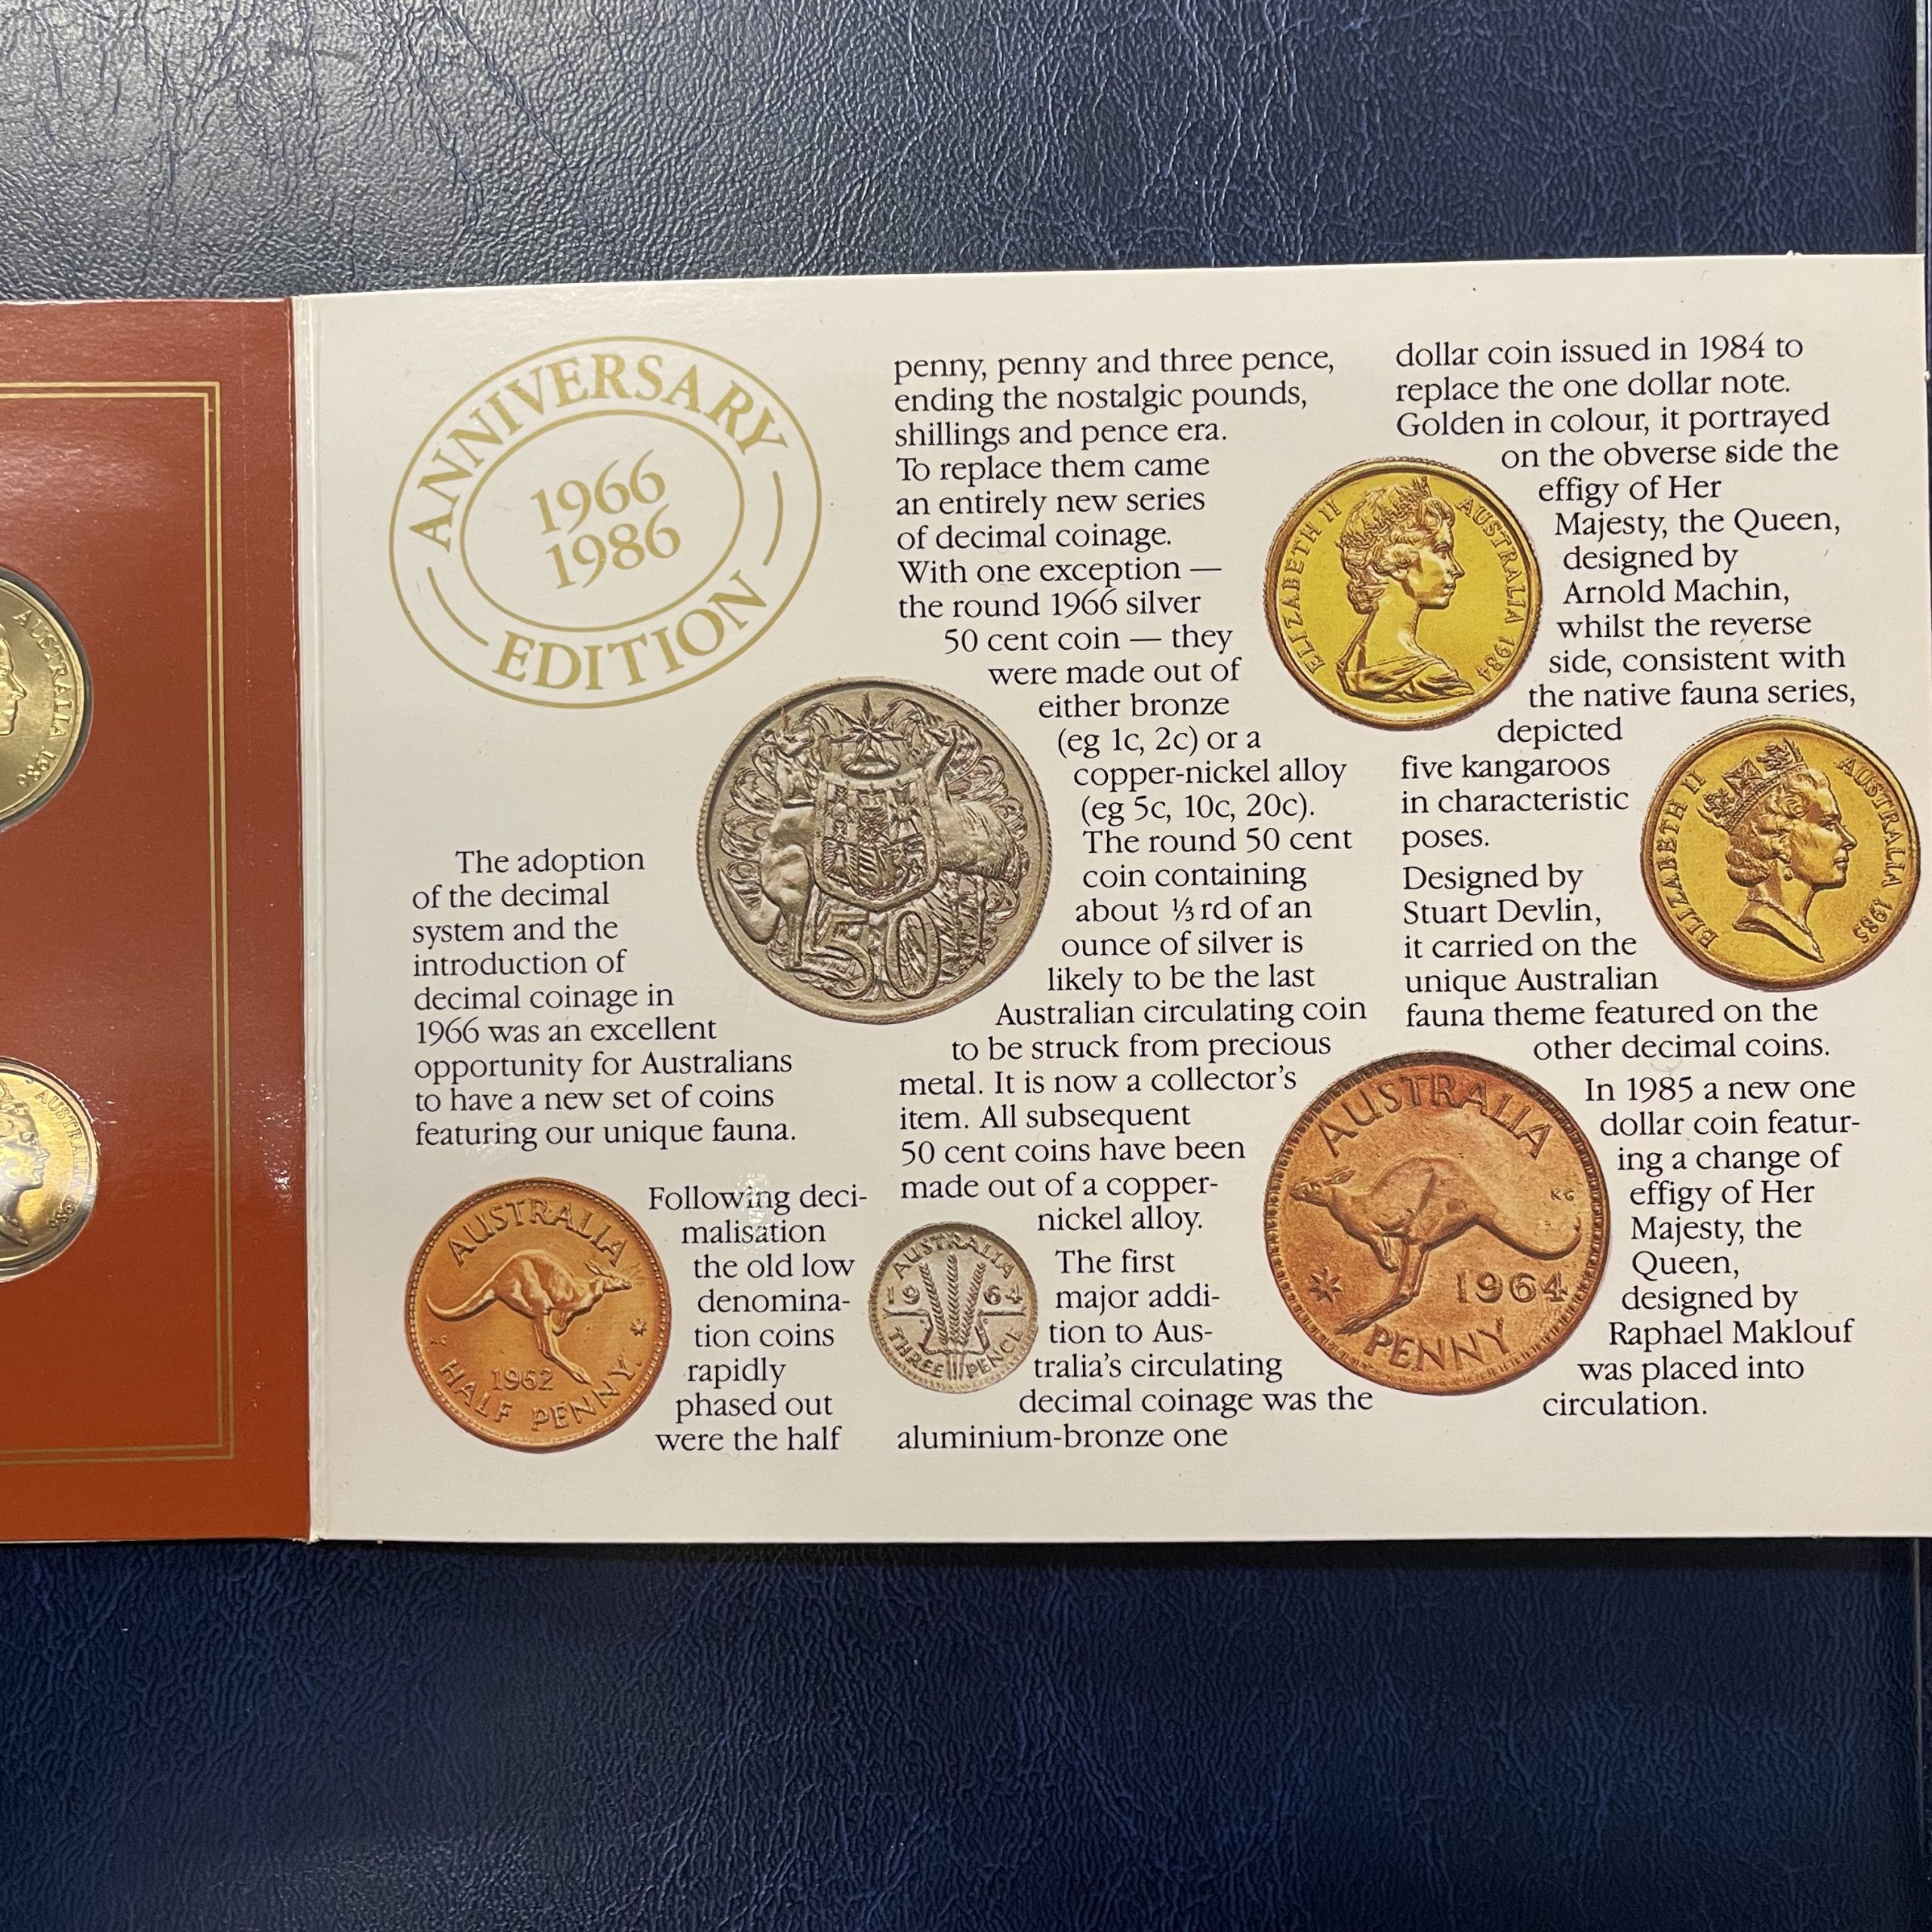 AUSTRALIA 1986
AUSTRALIA 1986
ANNIVERSARY
1966
1986
EDITION
The adoption
of the decimal
system and the
introduction of
decimal coinage in
1966 was an excellent
opportunity for Australians
to have a new set of coins
featuring our unique fauna.
AUSTRALIA
1962
HALF PENNY.
Following deci-
malisation
the old low
denomina-
tion coins
rapidly
phased out
were the half
penny, penny and three pence,
ending the nostalgic pounds,
shillings and pence era.
To replace them came
an entirely new series
of decimal coinage.
With one exception —
the round 1966 silver
50 cent coin — they
were made out of
either bronze
(eg 1c, 2c) or a
copper-nickel alloy
(eg 5c, 10c, 20c).
The round 50 cent
coin containing
about ⅓ rd of an
ounce of silver is
likely to be the last
Australian circulating coin
to be struck from precious
metal. It is now a collector's
item. All subsequent
50 cent coins have been
made out of a copper-
nickel alloy.
50
AUSTRALIA
1964
THREE PENCE
The first
major addi-
tion to Aus-
tralia's circulating
decimal coinage was the
aluminium-bronze one
dollar coin issued in 1984 to
replace the one dollar note.
Golden in colour, it portrayed
on the obverse side the
effigy of Her
Majesty, the Queen,
designed by
Arnold Machin,
whilst the reverse
side, consistent with
the native fauna series,
depicted
five kangaroos
in characteristic
poses.
Designed by
Stuart Devlin,
it carried on the
unique Australian
fauna theme featured on the
other decimal coins.
ELIZABETH II AUSTRALIA 1984
ELIZABETH II AUSTRALIA 1985
AUSTRALIA
KG
1964
PENNY
In 1985 a new one
dollar coin featur-
ing a change of
effigy of Her
Majesty, the
Queen,
designed by
Raphael Maklouf
was placed into
circulation.